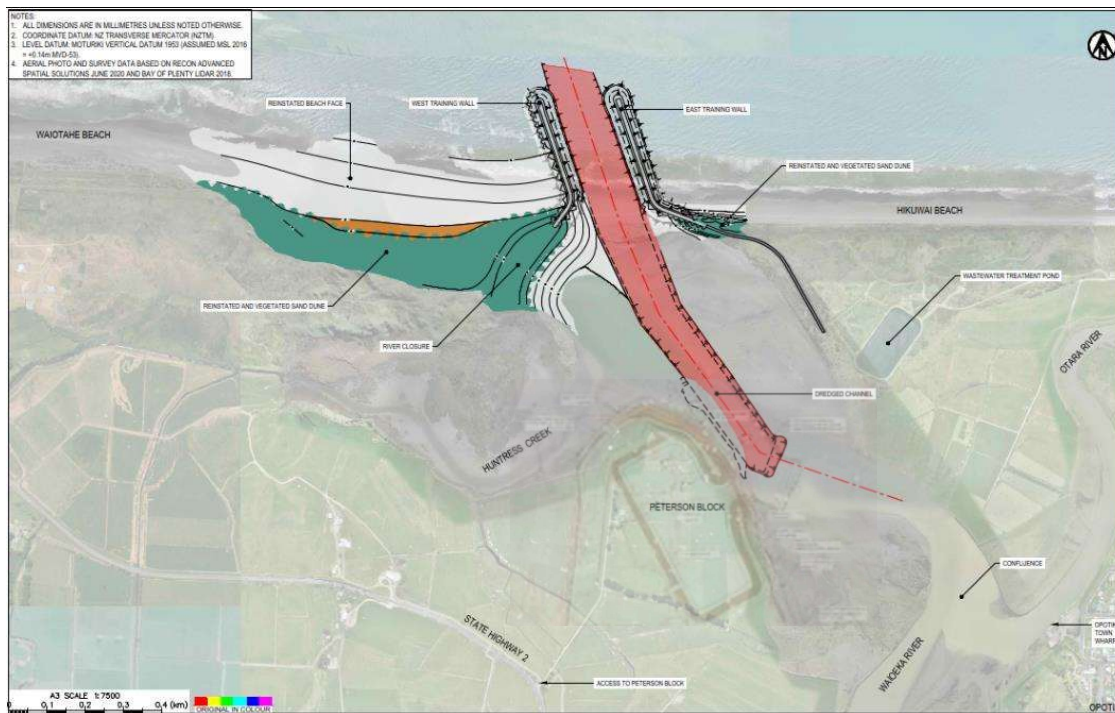 NOTES:
1. ALL DIMENSIONS ARE IN MILLIMETRES UNLESS NOTED OTHERWISE.
2. COORDINATE DATUM: NZ TRANSVERSE MERCATOR (NZTM).
3. LEVEL DATUM: MOTURIKI VERTICAL DATUM 1953 (ASSUMED MSL 2016
= +0.14m MVD-53).
4. AERIAL PHOTO AND SURVEY DATA BASED ON RECON ADVANCED
SPATIAL SOLUTIONS JUNE 2020 AND BAY OF PLENTY LIDAR 2018.
N
REINSTATED BEACH FACE
WEST TRAINING WALL
EAST TRAINING WALL
WAIOTAHE BEACH
REINSTATED AND VEGETATED SAND DUNE
HIKUWAI BEACH
WASTEWATER TREATMENT POND
REINSTATED AND VEGETATED SAND DUNE
RIVER CLOSURE
OTARA RIVER
DREDGED CHANNEL
HUNTRESS CREEK
PETERSON BLOCK
CONFLUENCE
STATE HIGHWAY 2
OPOTIK
TOWN
WHARF
WAIOEKA RIVER
ACCESS TO PETERSON BLOCK
A3 SCALE 1:7500
0 0,1 0,2 0,3 0,4 (km)
ORIGINAL IN COLOUR
OPOTI